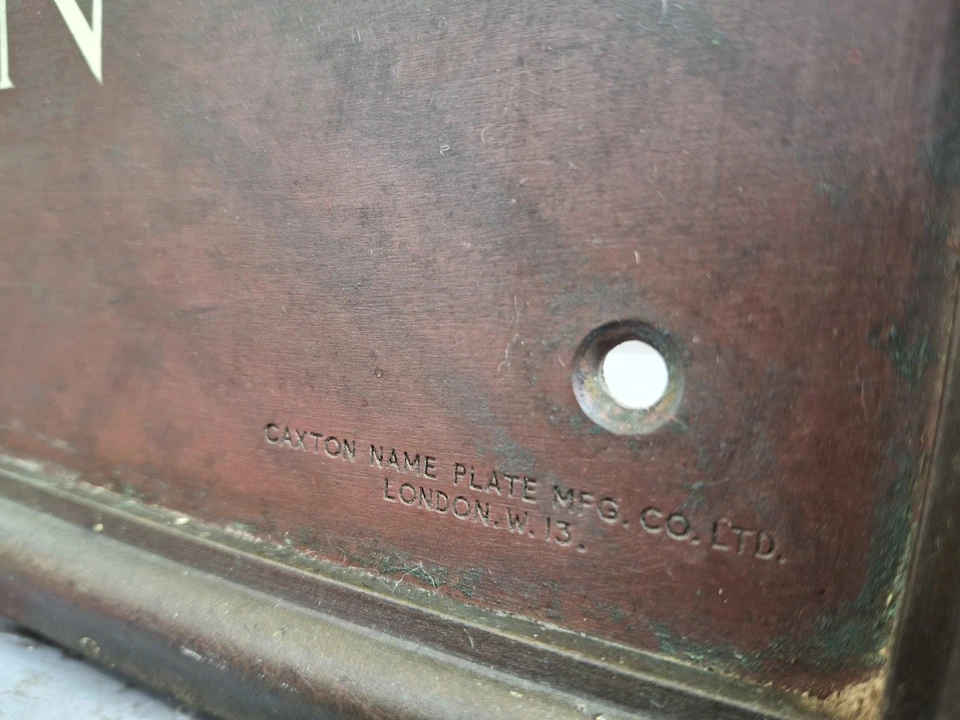 N
CAXTON NAME PLATE MFG. CO. LTD.
LONDON. W. 13.